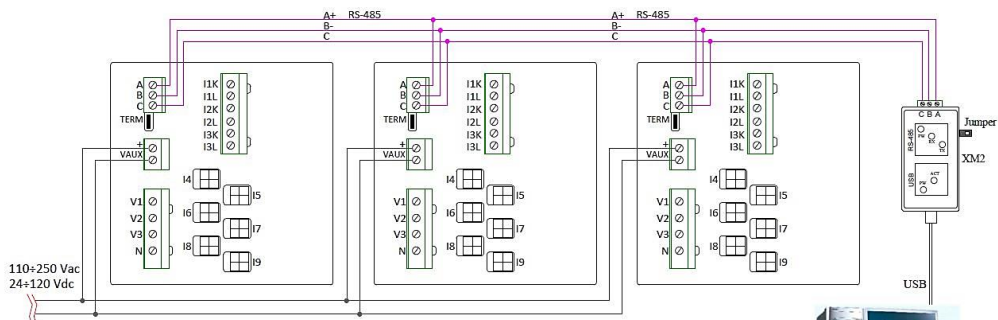 A+ RS-485
B-
C
A+ RS-485
B-
C
A
B
C
TERM
+
VAUX
-
V1
V2
V3
N
I1K
I1L
I2K
I2L
I3K
I3L
I4
I5
I6
I7
I8
I9
A
B
C
TERM
+
VAUX
-
V1
V2
V3
N
I1K
I1L
I2K
I2L
I3K
I3L
I4
I5
I6
I7
I8
I9
A
B
C
TERM
+
VAUX
-
V1
V2
V3
N
I1K
I1L
I2K
I2L
I3K
I3L
I4
I5
I6
I7
I8
I9
C B A
RS-485
USB
Jumper
XM2
USB
110÷250 Vac
24÷120 Vdc